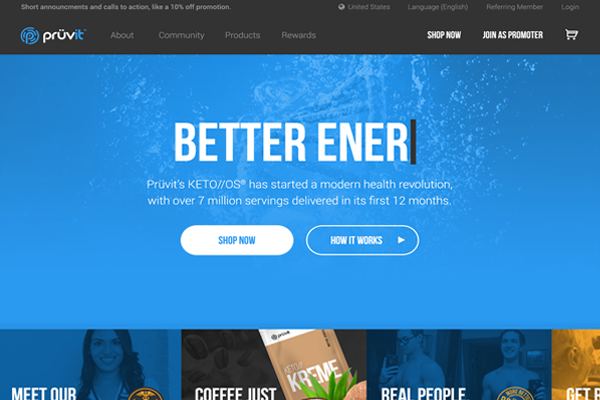 Short announcements and calls to action, like a 10% off promotion.
United States
Language (English)
Referring Member
Login
prüvit™
About
Community
Products
Rewards
SHOP NOW
JOIN AS PROMOTER
BETTER ENER
Prüvit's KETO//OS® has started a modern health revolution,
with over 7 million servings delivered in its first 12 months.
SHOP NOW
HOW IT WORKS
prüvit
KETO//
KREME
MEET OUR
COFFEE JUST
REAL PEOPLE
GET R